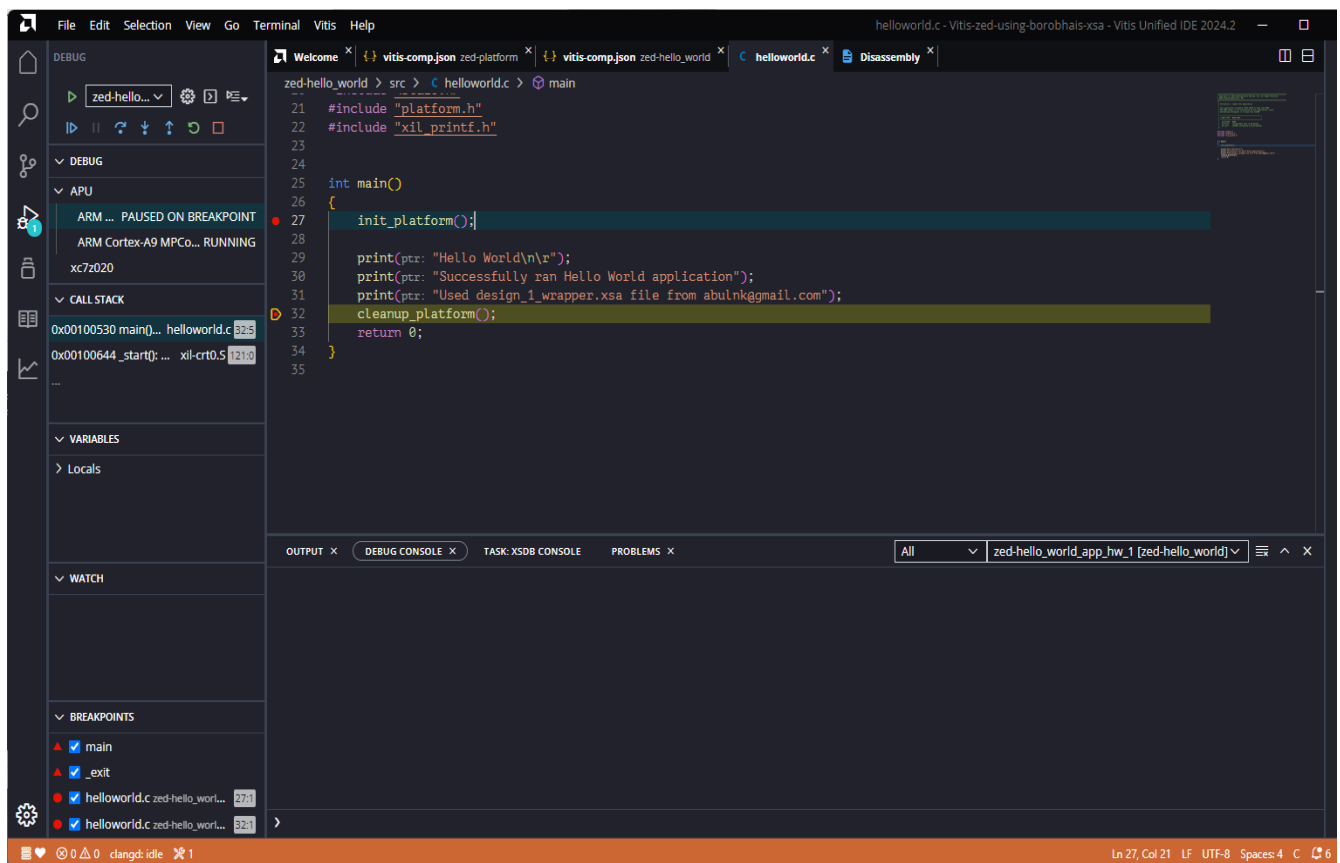 File Edit Selection View Go Terminal Vitis Help
helloworld.c - Vitis-zed-using-borobhais-xsa - Vitis Unified IDE 2024.2
DEBUG
zed-hello...
DEBUG
APU
ARM ... PAUSED ON BREAKPOINT
ARM Cortex-A9 MPCo... RUNNING
xc7z020
CALL STACK
0x00100530 main()... helloworld.c 32:5
0x00100644 _start(): ... xil-crt0.S 121:0
...
VARIABLES
Locals
WATCH
BREAKPOINTS
main
_exit
helloworld.c zed-hello_worl... 27:1
helloworld.c zed-hello_worl... 32:1
1
Welcome vitis-comp.json zed-platform vitis-comp.json zed-hello_world C helloworld.c Disassembly
zed-hello_world > src > C helloworld.c > main
21 #include "platform.h"
22 #include "xil_printf.h"
23
24
25 int main()
26 {
27 init_platform();
28
29 print(ptr: "Hello World\n\r");
30 print(ptr: "Successfully ran Hello World application");
31 print(ptr: "Used design_1_wrapper.xsa file from abulnk@gmail.com");
32 cleanup_platform();
33 return 0;
34 }
35
OUTPUT DEBUG CONSOLE TASK: XSDB CONSOLE PROBLEMS All zed-hello_world_app_hw_1 [zed-hello_world]
0 0 clangd: idle 1
Ln 27, Col 21 LF UTF-8 Spaces: 4 C 6